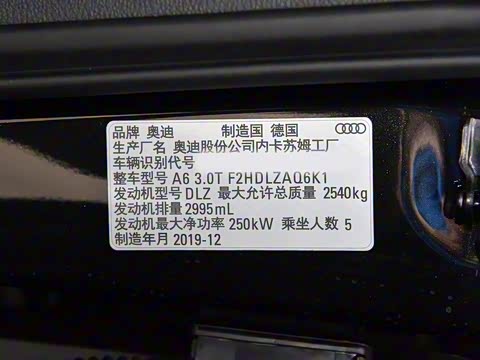 品牌 奥迪 制造国 德国
生产厂名 奥迪股份公司内卡苏姆工厂
车辆识别代号
整车型号 A6 3.0T F2HDLZAQ6K1
发动机型号 DLZ 最大允许总质量 2540kg
发动机排量 2995mL
发动机最大净功率 250kW 乘坐人数 5
制造年月 2019-12